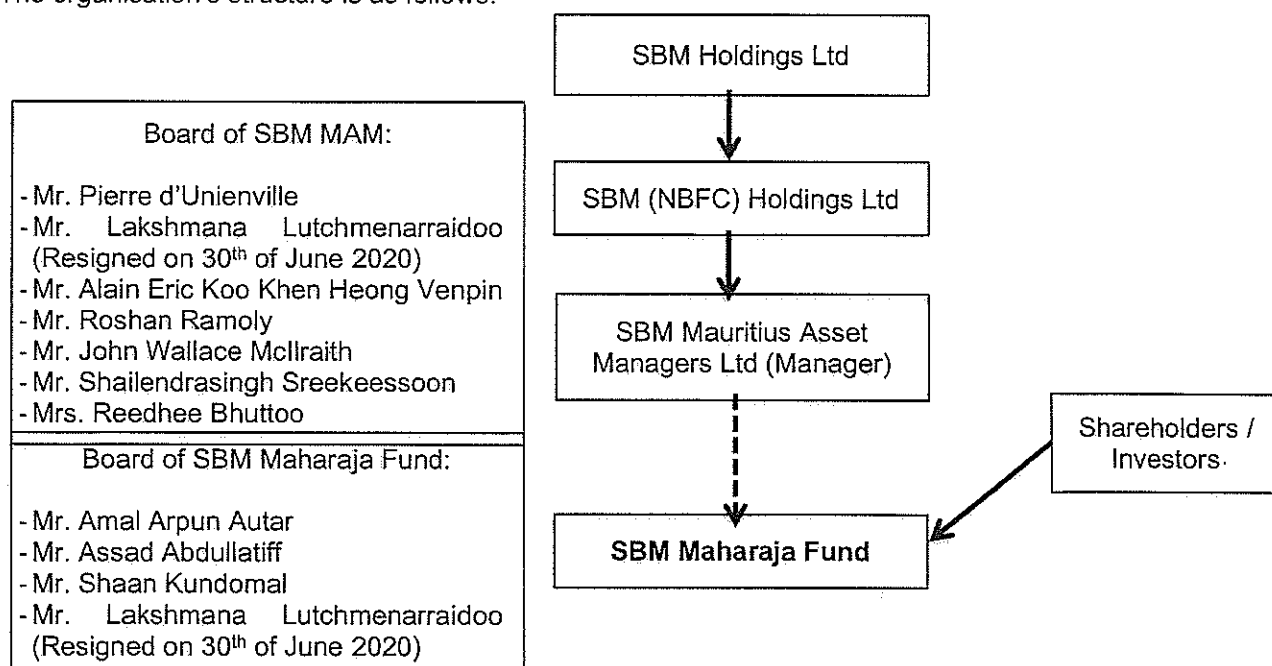 The organisation's structure is as follows:
SBM Holdings Ltd
SBM (NBFC) Holdings Ltd
SBM Mauritius Asset
Managers Ltd (Manager)
Shareholders /
Investors
SBM Maharaja Fund
Board of SBM MAM:
- Mr. Pierre d'Unienville
- Mr. Lakshmana Lutchmenarraidoo
(Resigned on 30th of June 2020)
- Mr. Alain Eric Koo Khen Heong Venpin
- Mr. Roshan Ramoly
- Mr. John Wallace McIlraith
- Mr. Shailendrasingh Sreekeessoon
- Mrs. Reedhee Bhuttoo
Board of SBM Maharaja Fund:
- Mr. Amal Arpun Autar
- Mr. Assad Abdullatiff
- Mr. Shaan Kundomal
- Mr. Lakshmana Lutchmenarraidoo
(Resigned on 30th of June 2020)